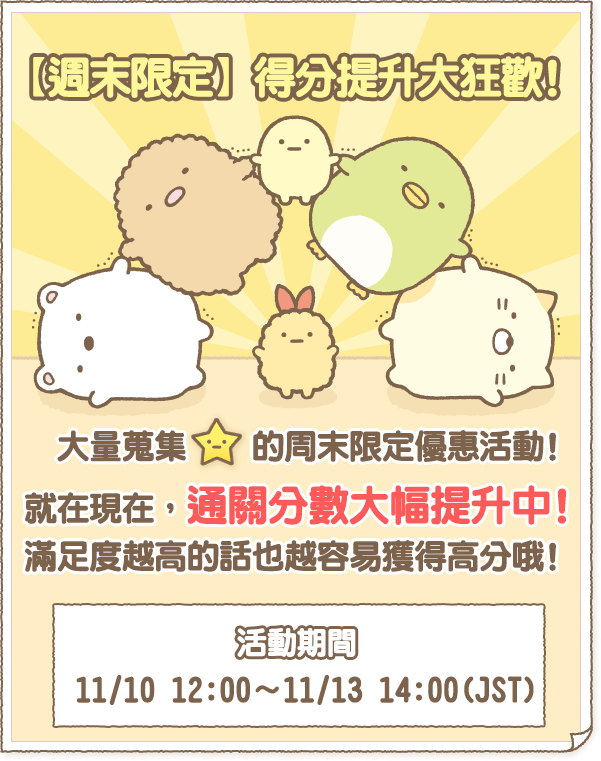 【週末限定】得分提升大狂歡!
大量蒐集 的周末限定優惠活動!
就在現在，通關分數大幅提升中!
滿足度越高的話也越容易獲得高分哦!
活動期間
11/10 12:00～11/13 14:00(JST)